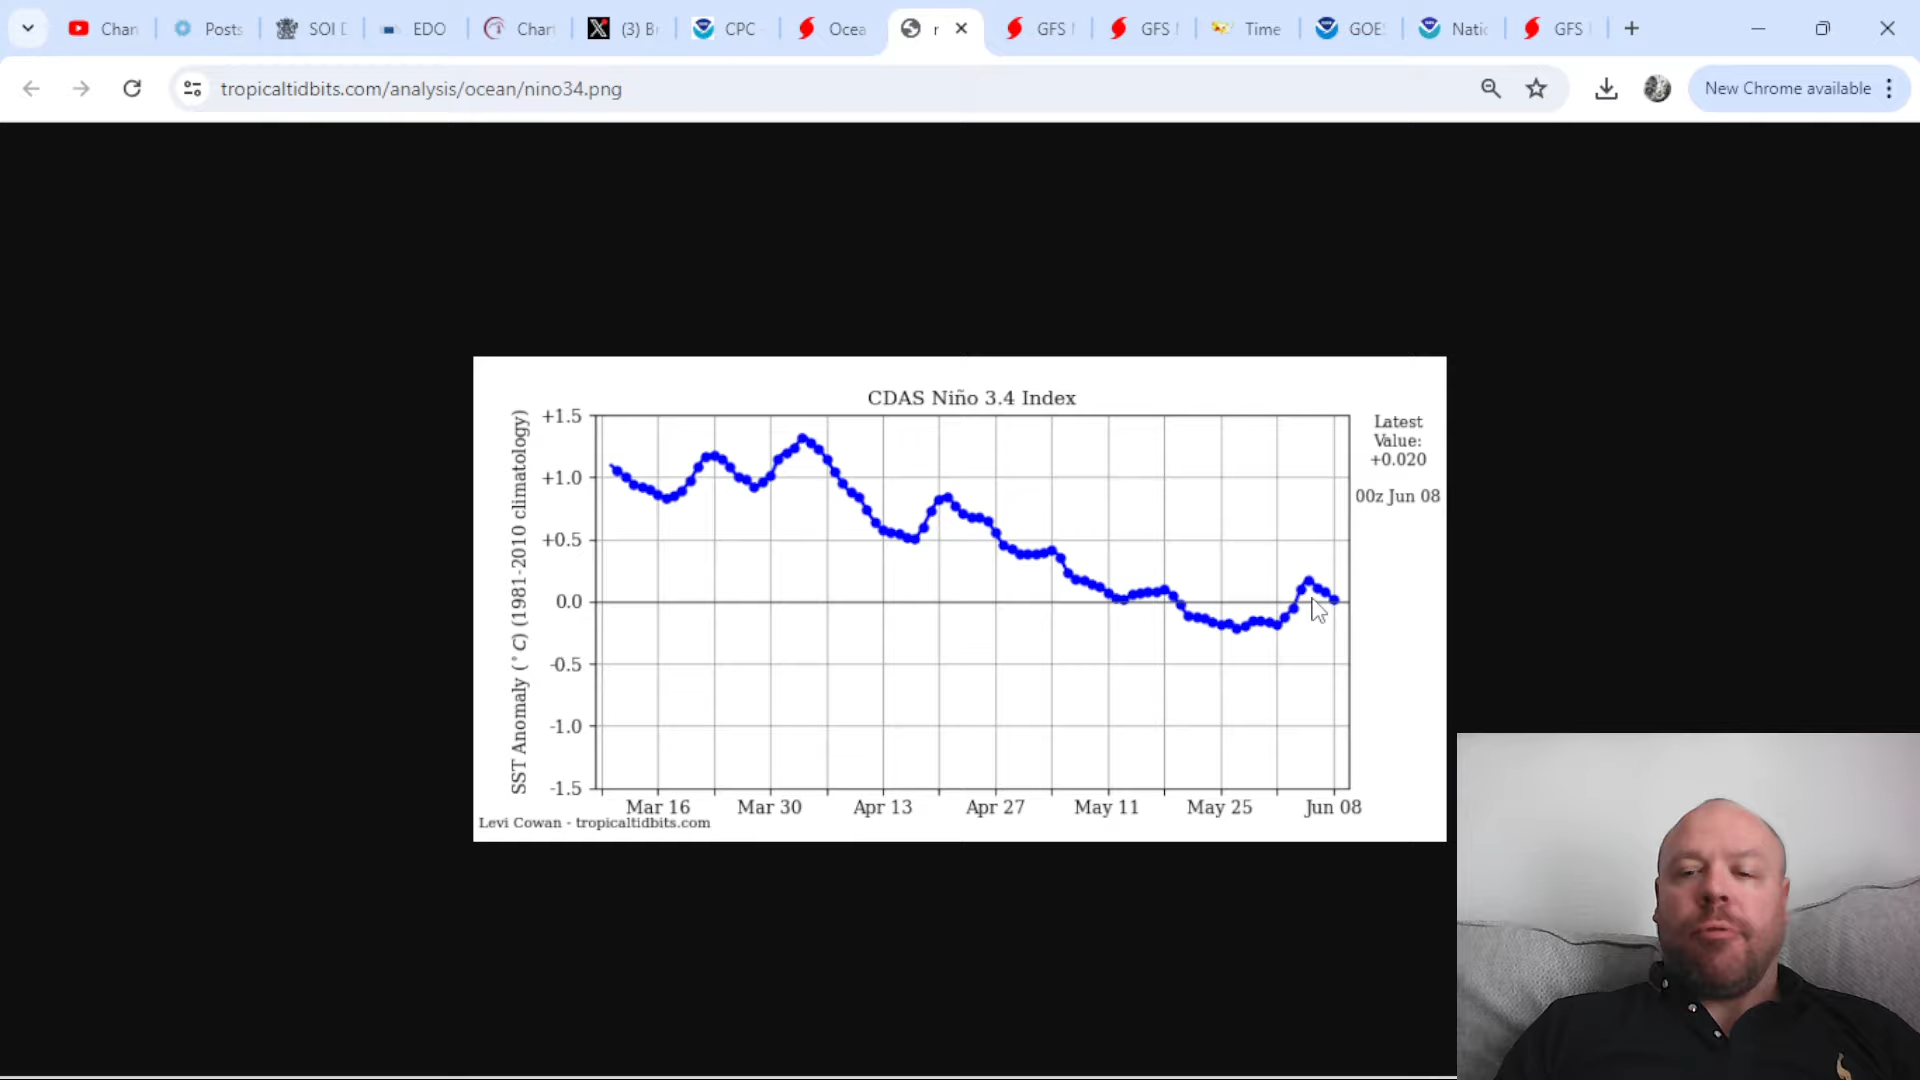 Chan
Posts
SOI D
EDO
Chan
(3) B
CPC
Ocea
r
GFS
GFS
Time
GOES
Natio
GFS
tropicaltidbits.com/analysis/ocean/nino34.png
New Chrome available
CDAS Niño 3.4 Index
SST Anomaly (°C) (1981-2010 climatology)
+1.5
+1.0
+0.5
0.0
-0.5
-1.0
-1.5
Latest
Value:
+0.020
00z Jun 08
Mar 16 Mar 30 Apr 13 Apr 27 May 11 May 25 Jun 08
Levi Cowan - tropicaltidbits.com